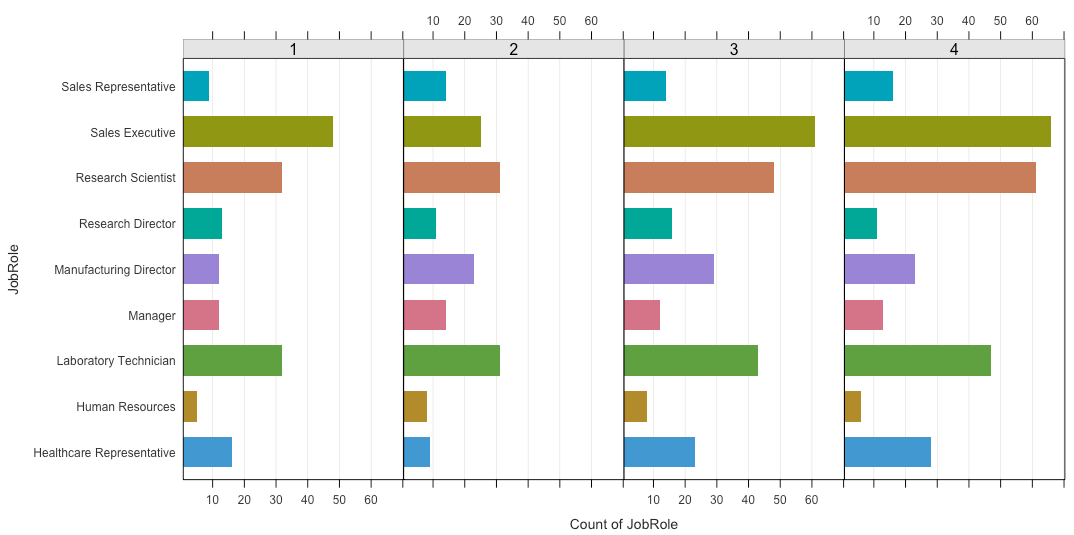 10 20 30 40 50 60 10 20 30 40 50 60
1 2 3 4
Sales Representative
Sales Executive
Research Scientist
Research Director
Manufacturing Director
Manager
Laboratory Technician
Human Resources
Healthcare Representative
JobRole
10 20 30 40 50 60 10 20 30 40 50 60
Count of JobRole